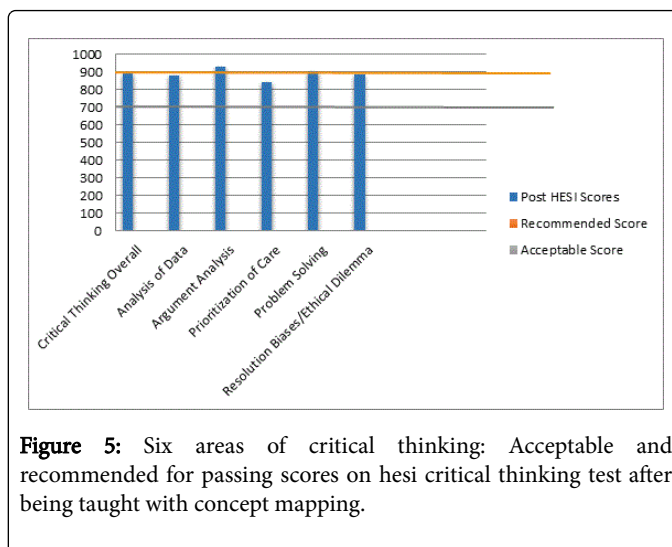 1000
900
800
700
600
500
400
300
200
100
0
Critical Thinking Overall
Analysis of Data
Argument Analysis
Prioritization of Care
Problem Solving
Resolution Biases/Ethical Dilemma
Post HESI Scores
Recommended Score
Acceptable Score
Figure 5: Six areas of critical thinking: Acceptable and
recommended for passing scores on hesi critical thinking test after
being taught with concept mapping.